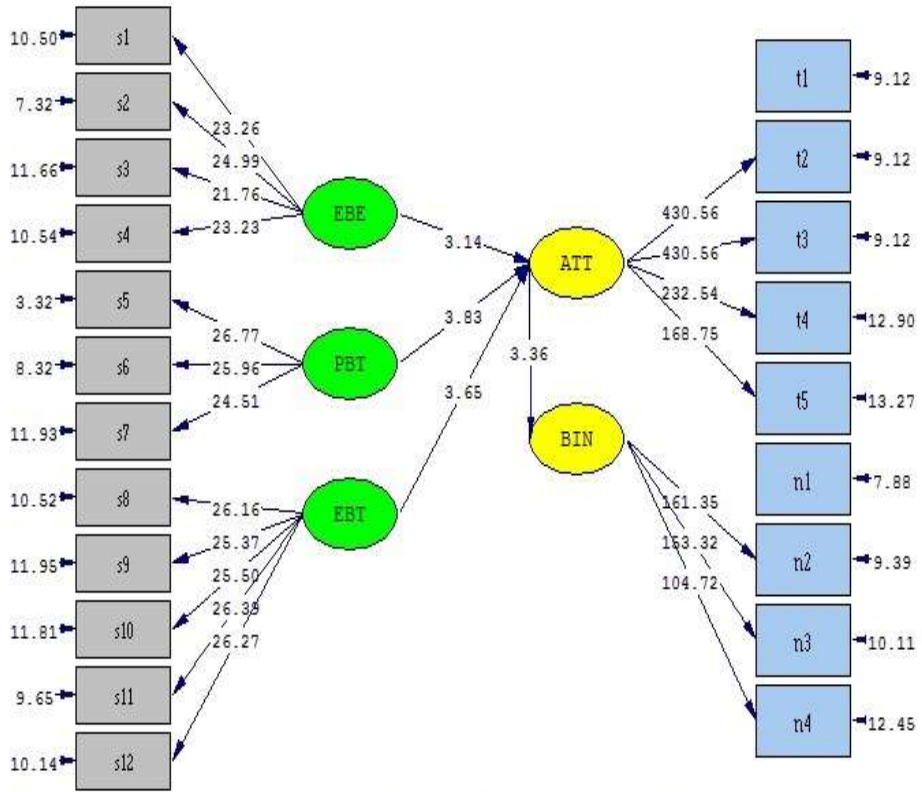 10.50 s1
7.32 s2
11.66 s3
10.54 s4
3.32 s5
8.32 s6
11.93 s7
10.52 s8
11.95 s9
11.81 s10
9.65 s11
10.14 s12
23.26
24.99
21.76
23.23
26.77
25.96
24.51
26.16
25.37
25.50
26.39
26.27
EBE
PBT
EBT
3.14
3.83
3.65
ATT
3.36
BIN
430.56
430.56
232.54
168.75
161.35
153.32
104.72
t1 9.12
t2 9.12
t3 9.12
t4 12.90
t5 13.27
n1 7.88
n2 9.39
n3 10.11
n4 12.45